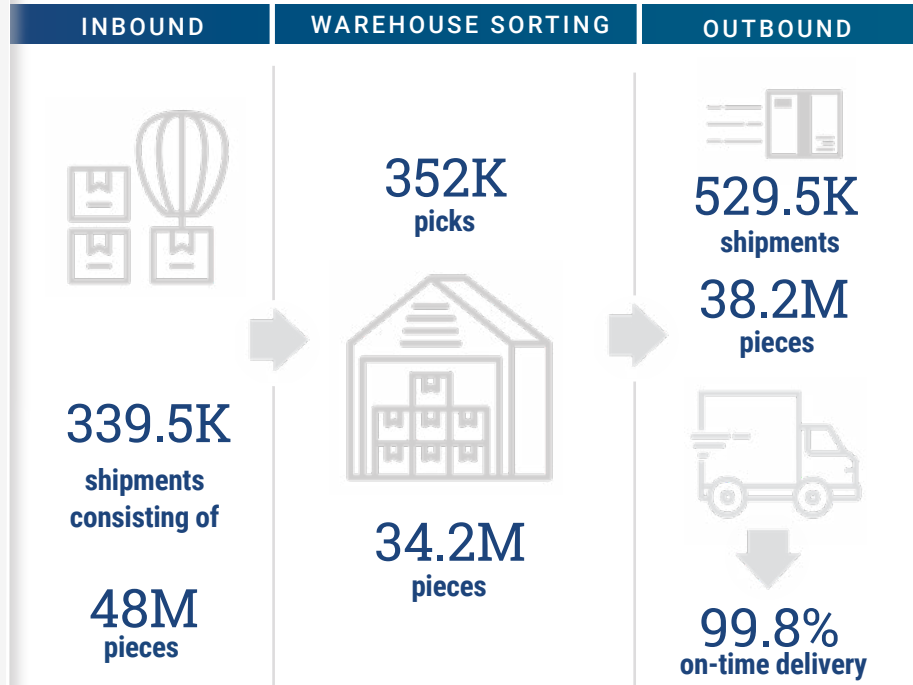 INBOUND
WAREHOUSE SORTING
OUTBOUND
339.5K
shipments
consisting of
48M
pieces
352K
picks
34.2M
pieces
529.5K
shipments
38.2M
pieces
99.8%
on-time delivery